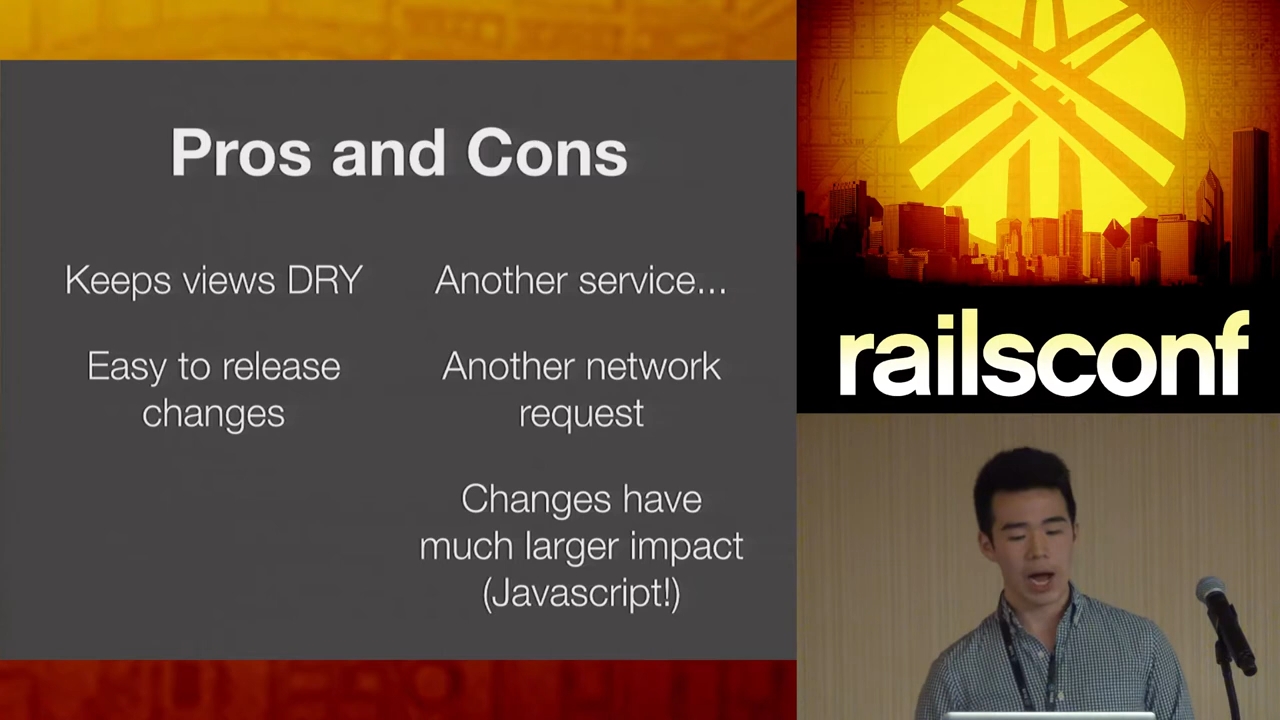 Pros and Cons
Keeps views DRY
Easy to release
changes
Another service...
Another network
request
Changes have
much larger impact
(Javascript!)
railsconf